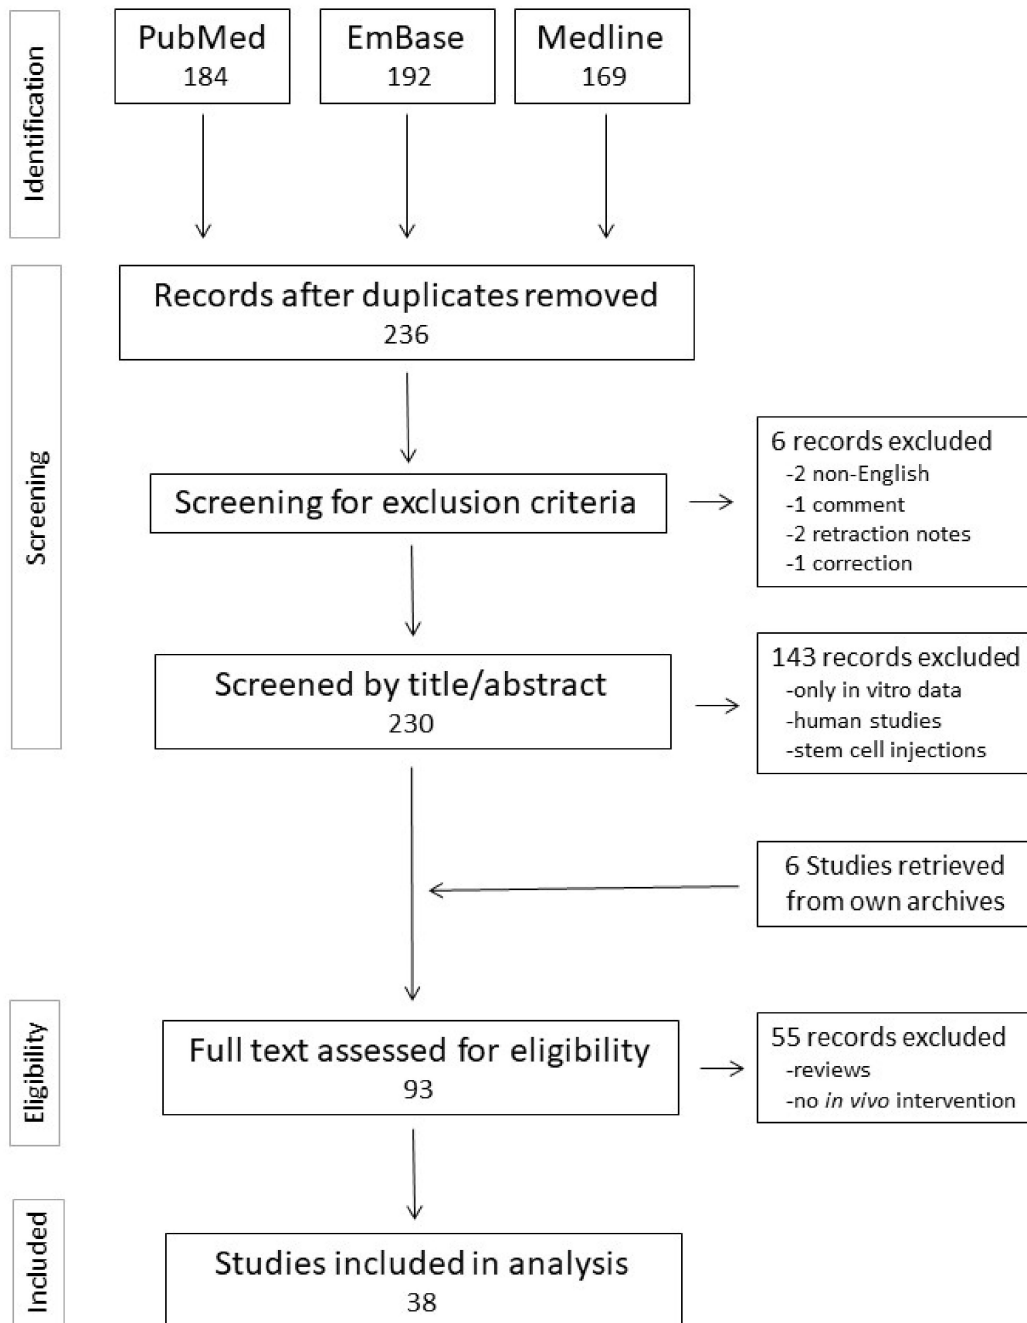 Identification
PubMed
184
EmBase
192
Medline
169
Screening
Records after duplicates removed
236
Screening for exclusion criteria
6 records excluded
-2 non-English
-1 comment
-2 retraction notes
-1 correction
Screened by title/abstract
230
143 records excluded
-only in vitro data
-human studies
-stem cell injections
6 Studies retrieved
from own archives
Eligibility
Full text assessed for eligibility
93
55 records excluded
-reviews
-no in vivo intervention
Included
Studies included in analysis
38